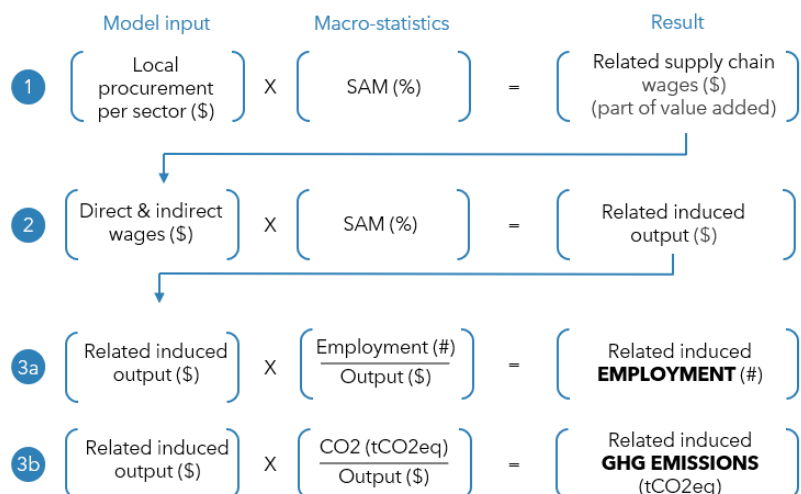 Model input Macro-statistics Result
1
Local
procurement
per sector ($)
X
SAM (%)
=
Related supply chain
wages ($)
(part of value added)
2
Direct & indirect
wages ($)
X
SAM (%)
=
Related induced
output ($)
3a
Related induced
output ($)
X
Employment (#)
Output ($)
=
Related induced
EMPLOYMENT (#)
3b
Related induced
output ($)
X
CO2 (tCO2eq)
Output ($)
=
Related induced
GHG EMISSIONS
(tCO2eq)